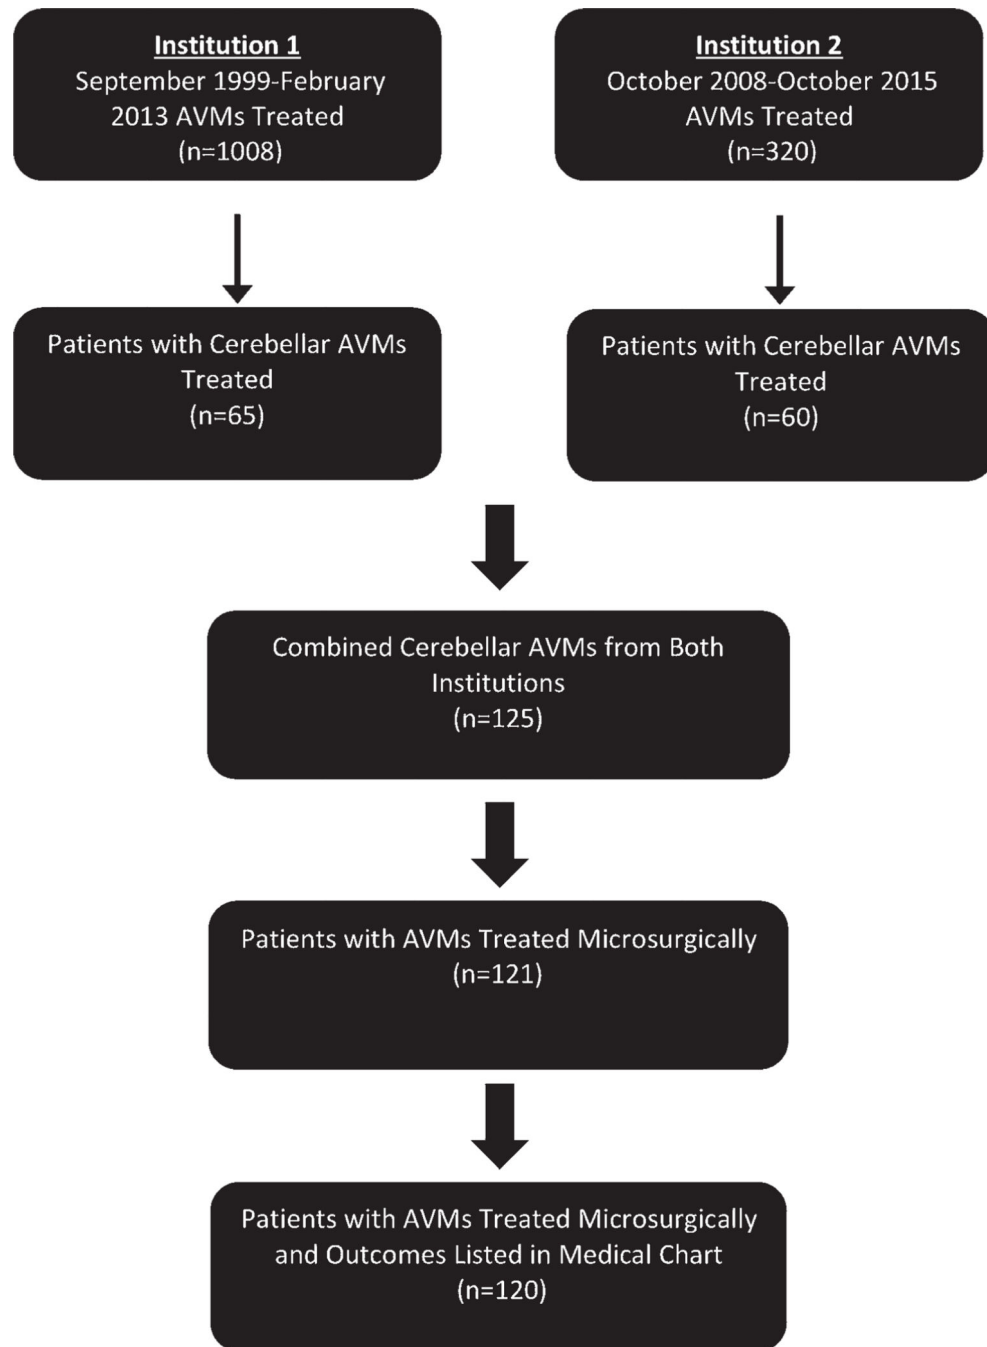 Institution 1
September 1999-February
2013 AVMs Treated
(n=1008)
Institution 2
October 2008-October 2015
AVMs Treated
(n=320)
Patients with Cerebellar AVMs
Treated
(n=65)
Patients with Cerebellar AVMs
Treated
(n=60)
Combined Cerebellar AVMs from Both
Institutions
(n=125)
Patients with AVMs Treated Microsurgically
(n=121)
Patients with AVMs Treated Microsurgically
and Outcomes Listed in Medical Chart
(n=120)